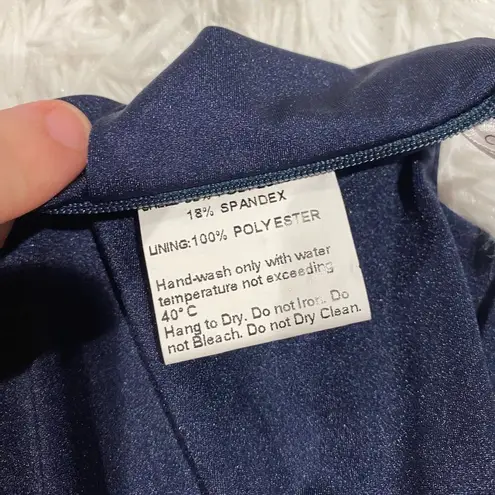 18% SPANDEX
LINING:100% POLYESTER
Hand-wash only with water
temperature not exceeding
40°C
Hang to Dry. Do not Iron. Do
not Bleach. Do not Dry Clean.